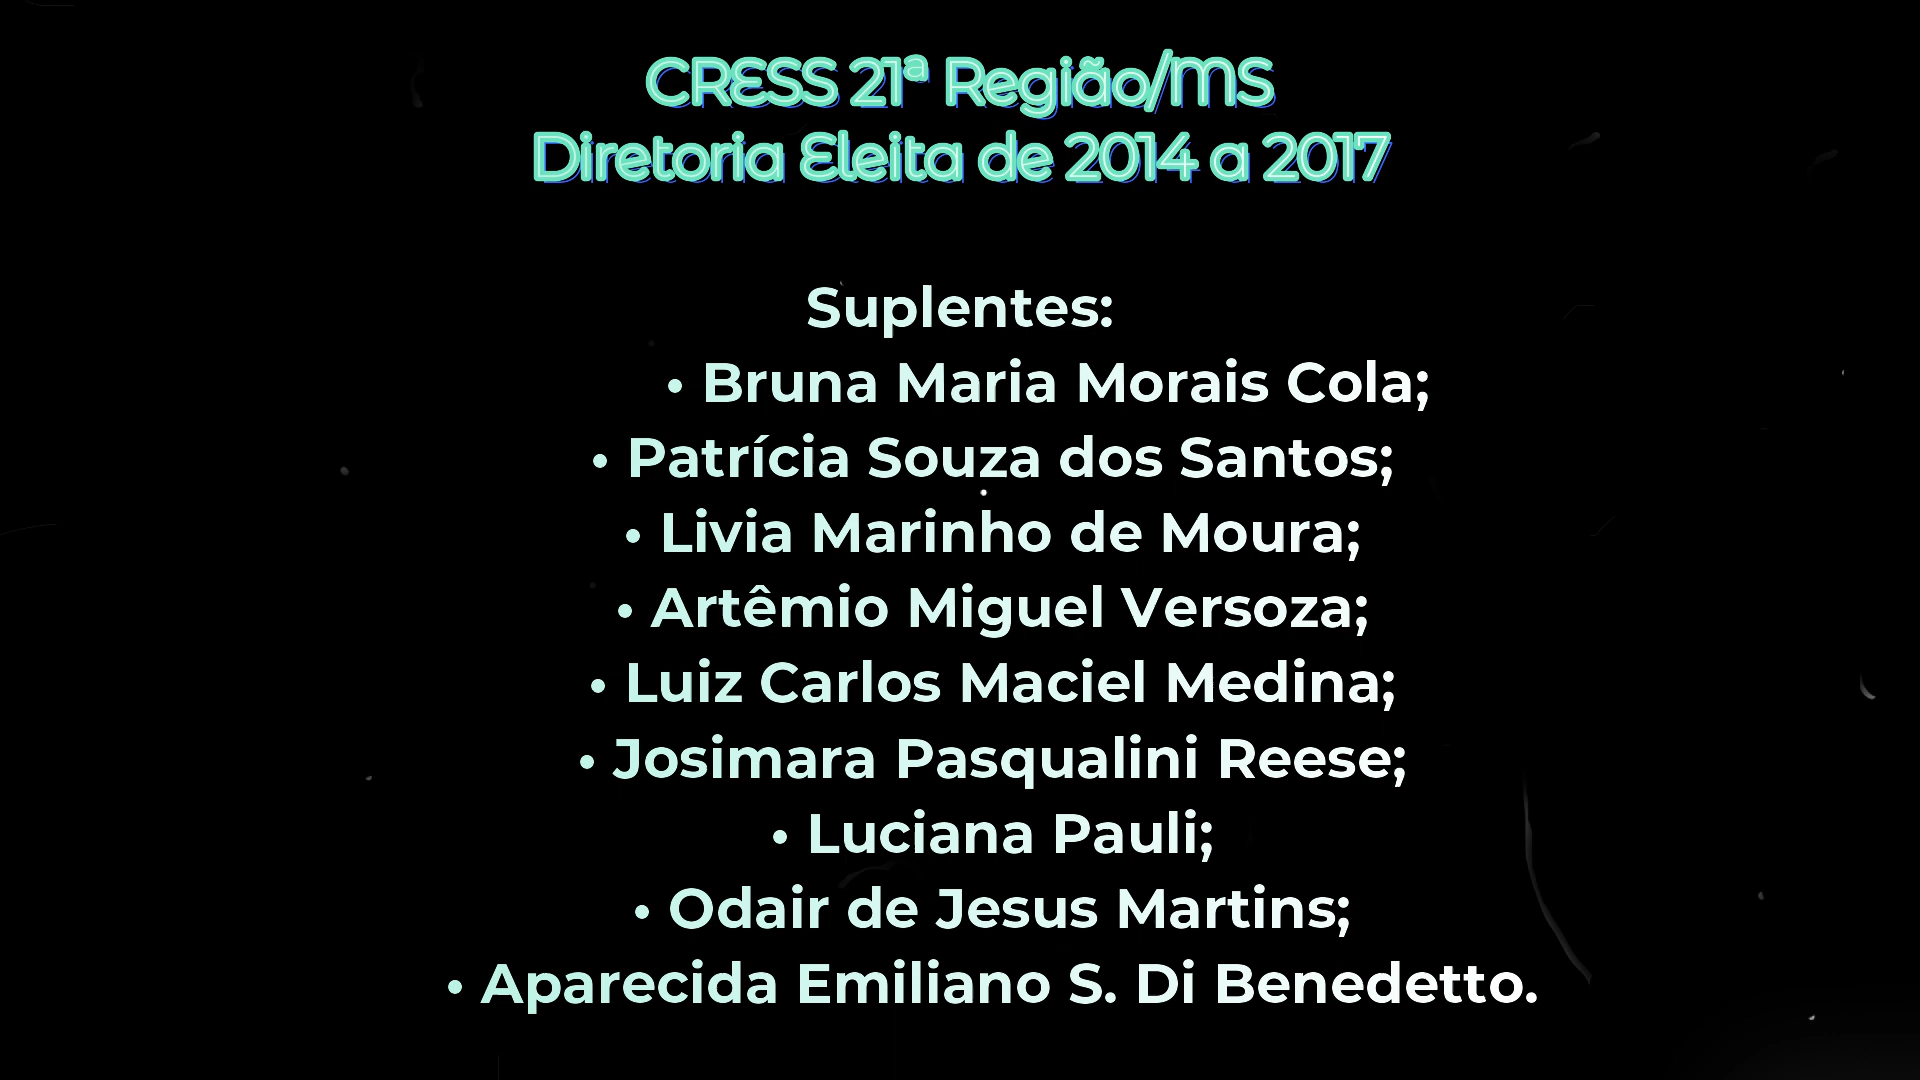 CRESS 21ª Região/MS
Diretoria Eleita de 2014 a 2017
Suplentes:
• Bruna Maria Morais Cola;
• Patrícia Souza dos Santos;
• Livia Marinho de Moura;
• Artêmio Miguel Versoza;
• Luiz Carlos Maciel Medina;
• Josimara Pasqualini Reese;
• Luciana Pauli;
• Odair de Jesus Martins;
• Aparecida Emiliano S. Di Benedetto.